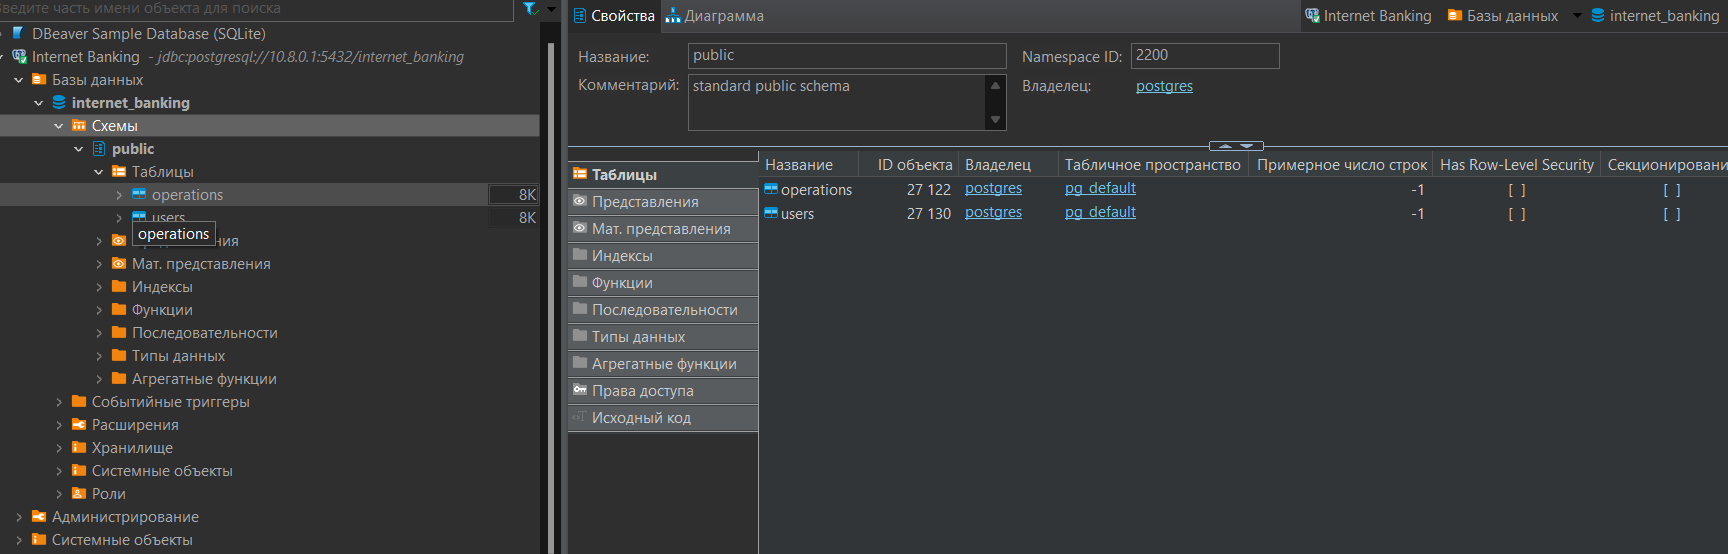 Введите часть имени объекта для поиска
DBeaver Sample Database (SQLite)
Internet Banking - jdbc:postgresql://10.8.0.1:5432/internet_banking
Базы данных
internet_banking
Схемы
public
Таблицы
operations 8K
users 8K
operations
Мат. представления
Индексы
Функции
Последовательности
Типы данных
Агрегатные функции
Событийные триггеры
Расширения
Хранилище
Системные объекты
Роли
Администрирование
Системные объекты
Свойства Диаграмма
Internet Banking Базы данных internet_banking
Название: public Namespace ID: 2200
Комментарий: standard public schema Владелец: postgres
Таблицы
Представления
Мат. представления
Индексы
Функции
Последовательности
Типы данных
Агрегатные функции
Права доступа
Исходный код
Название ID объекта Владелец Табличное пространство Примерное число строк Has Row-Level Security Секционировани
operations 27 122 postgres pg_default -1 [ ] [ ]
users 27 130 postgres pg_default -1 [ ] [ ]